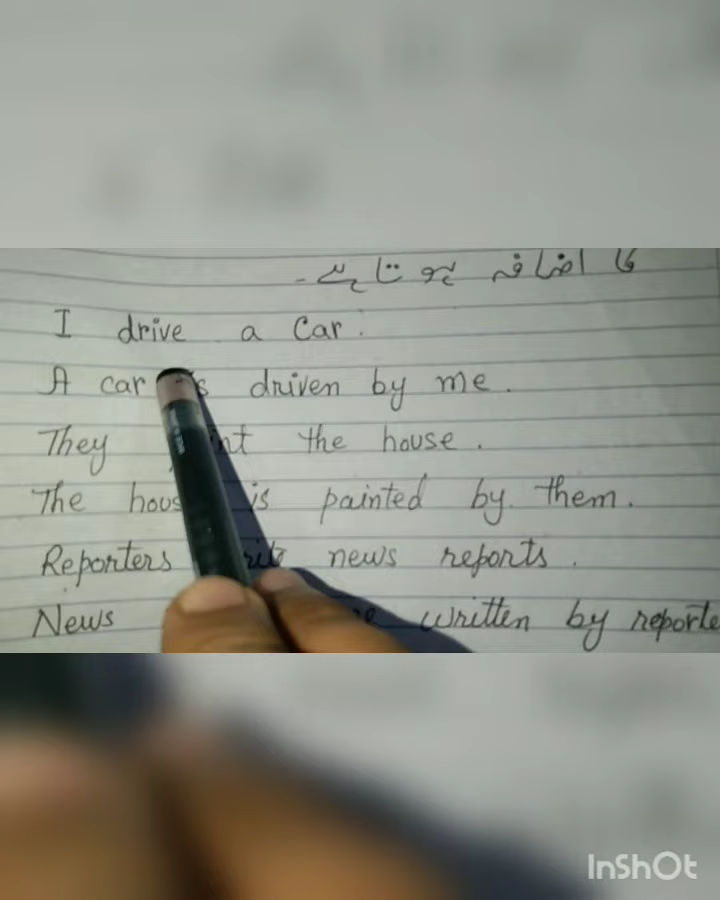 کا اضافہ ہوتا ہے۔
I drive a Car.
A car is driven by me.
They the house.
The is painted by them.
Reporters news reports.
News written by
InShOt